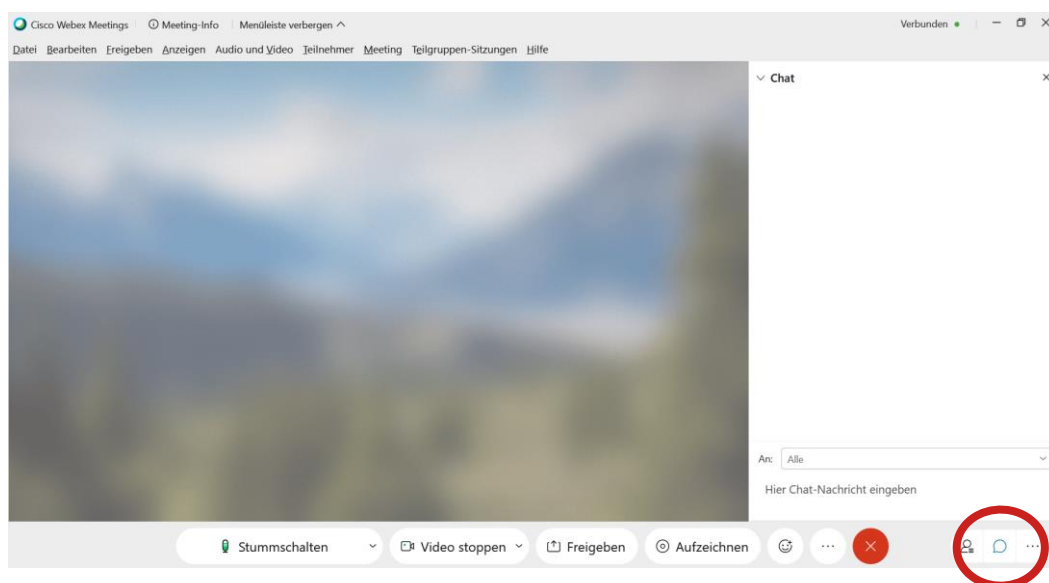 Cisco Webex Meetings Meeting-Info Menüleiste verbergen Verbunden
Datei Bearbeiten Freigeben Anzeigen Audio und Video Teilnehmer Meeting Teilgruppen-Sitzungen Hilfe
Chat
An: Alle
Hier Chat-Nachricht eingeben
Stummschalten Video stoppen Freigeben Aufzeichnen